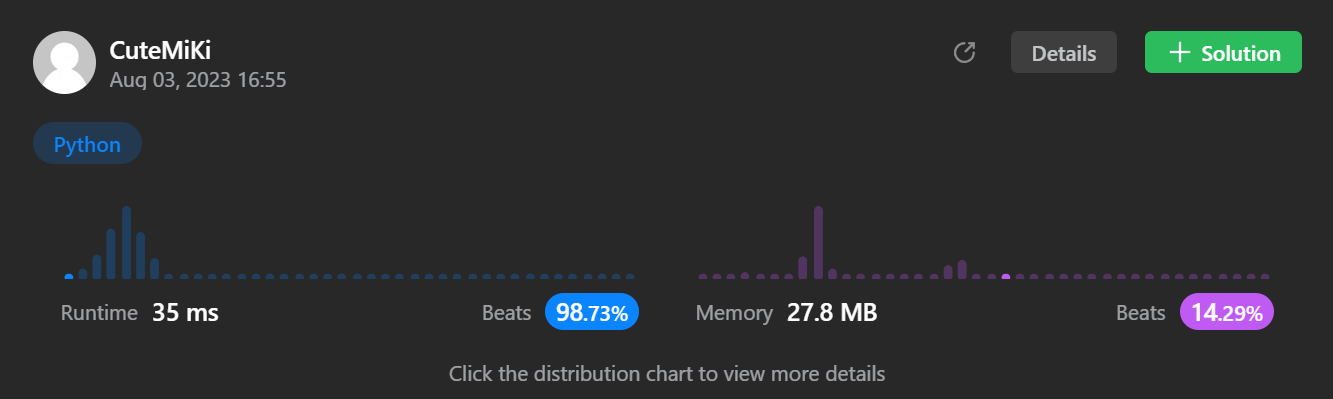 CuteMiKi
Aug 03, 2023 16:55
Details
Solution
Python
Runtime 35 ms
Beats 98.73%
Memory 27.8 MB
Beats 14.29%
Click the distribution chart to view more details